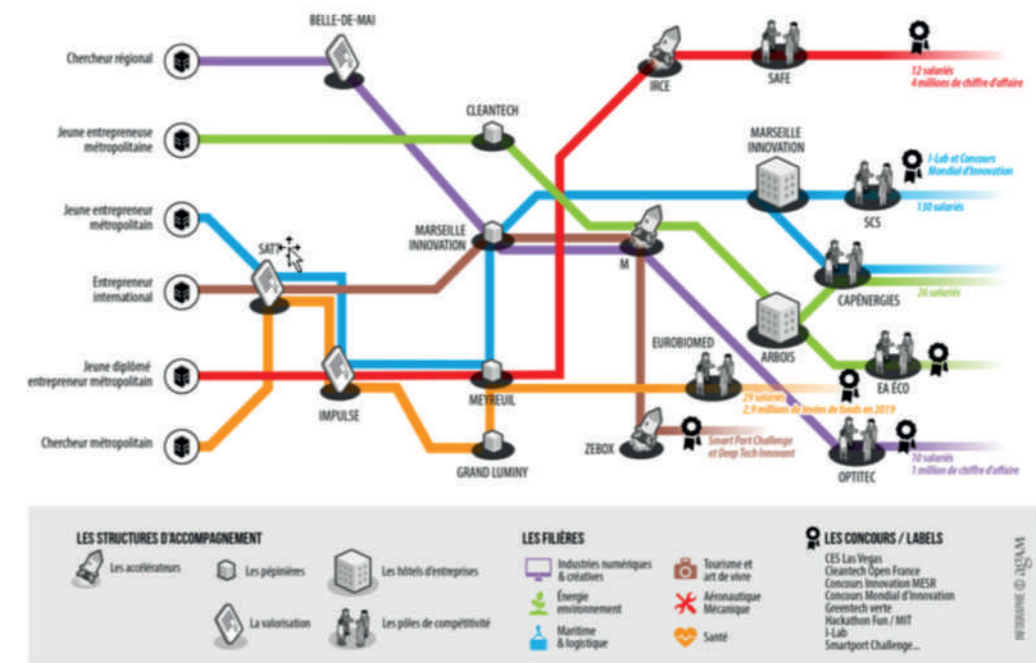 BELLE-DE-MAI
Chercheur régional
IRCE
SAFE
12 salariés
4 millions de chiffre d'affaire
CLEANTECH
Jeune entrepreneuse
métropolitaine
MARSEILLE
INNOVATION
I-Lab et Concours
Mondial d'Innovation
Jeune entrepreneur
métropolitain
130 salariés
SCS
MARSEILLE
INNOVATION
SATT
M
Entrepreneur
international
26 salariés
CAPÉNERGIES
EUROBIOMED
ARBOIS
Jeune diplômé
entrepreneur métropolitain
EA ÉCO
MEYREUIL
29 salariés
2,9 millions de levées de fonds en 2019
IMPULSE
Chercheur métropolitain
ZEBOX
Smart Port Challenge
et Deep Tech Innovant
GRAND LUMINY
OPTITEC
10 salariés
1 million de chiffre d'affaire
LES STRUCTURES D'ACCOMPAGNEMENT
Les accélérateurs
Les pépinières
Les hôtels d'entreprises
La valorisation
Les pôles de compétitivité
LES FILIÈRES
Industries numériques
& créatives
Énergie
environnement
Maritime
& logistique
Tourisme et
art de vivre
Aéronautique
Mécanique
Santé
LES CONCOURS / LABELS
CES Las Vegas
Cleantech Open France
Concours Innovation MESR
Concours Mondial d'Innovation
Greentech verte
Hackathon Fun / MIT
I-Lab
Smartport Challenge...
INFOGRAPHIE © agam